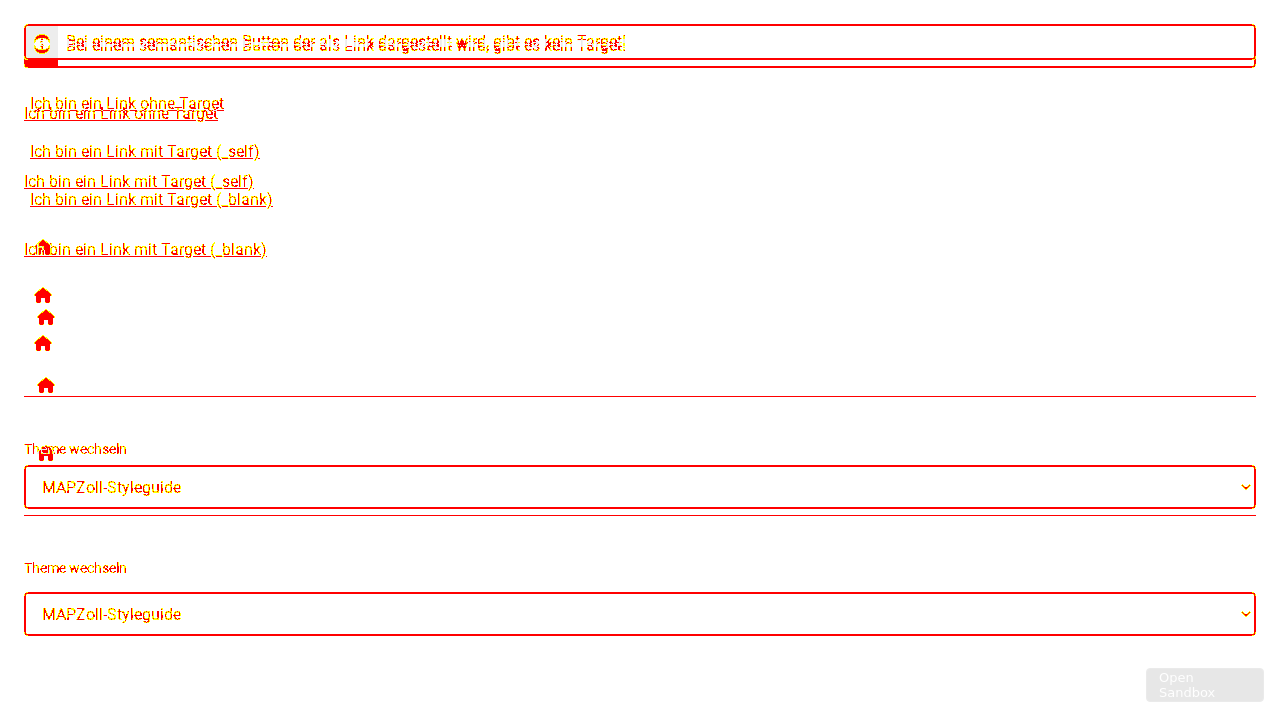 Bei einem semantischen Button der als Link dargestellt wird, gibt es kein Target!
Ich bin ein Link ohne Target
Ich bin ein Link ohne Target
Ich bin ein Link mit Target (_self)
Ich bin ein Link mit Target (_self)
Ich bin ein Link mit Target (_blank)
Ich bin ein Link mit Target (_blank)
Theme wechseln
MAPZoll-Styleguide
Theme wechseln
MAPZoll-Styleguide
Open
Sandbox